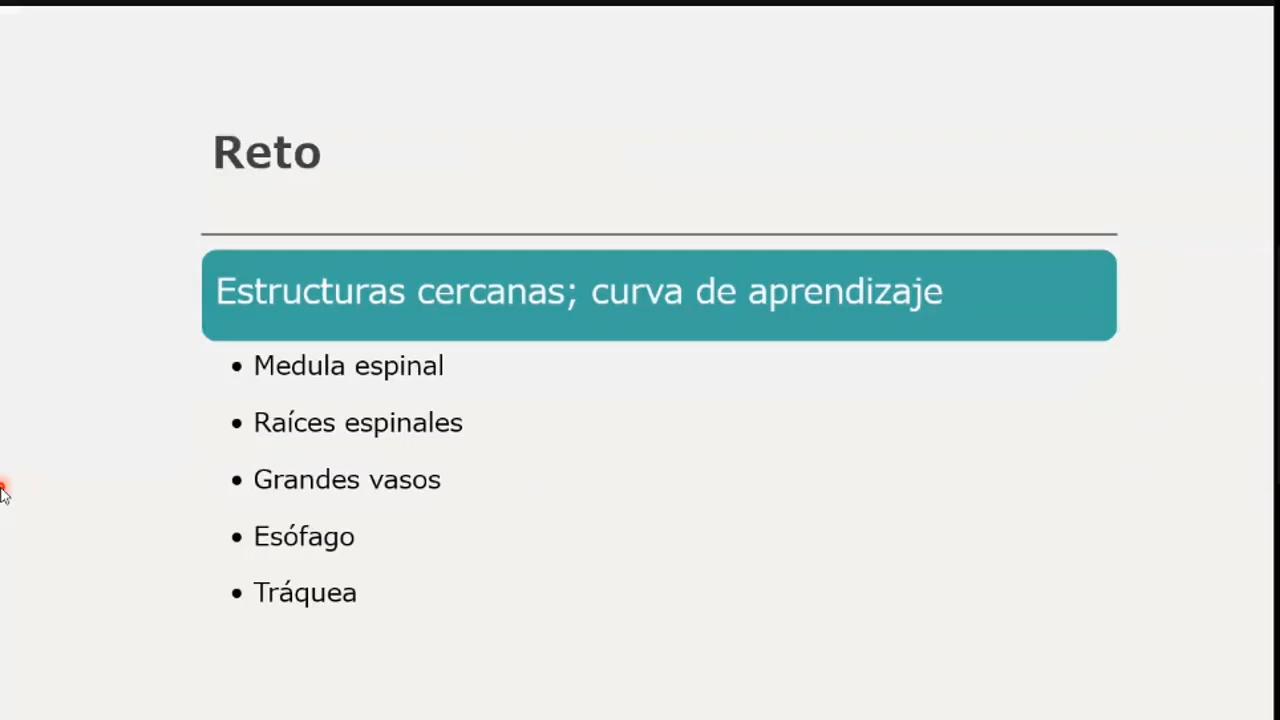 Reto
Estructuras cercanas; curva de aprendizaje
• Medula espinal
• Raíces espinales
• Grandes vasos
• Esófago
• Tráquea